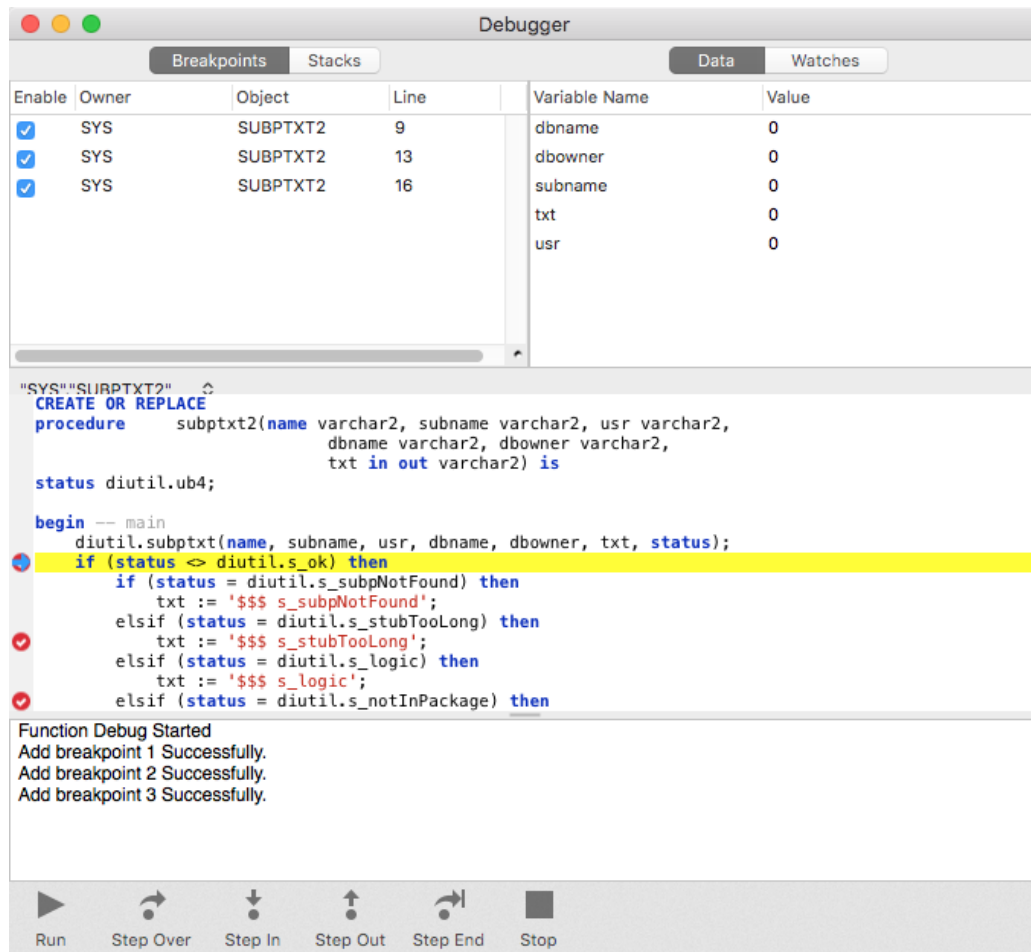 Debugger
Breakpoints Stacks Data Watches
Enable Owner Object Line Variable Name Value
SYS SUBPTXT2 9 dbname 0
SYS SUBPTXT2 13 dbowner 0
SYS SUBPTXT2 16 subname 0
txt 0
usr 0
"SYS"."SUBPTXT2"
CREATE OR REPLACE
procedure subptxt2(name varchar2, subname varchar2, usr varchar2,
dbname varchar2, dbowner varchar2,
txt in out varchar2) is
status diutil.ub4;
begin -- main
diutil.subptxt(name, subname, usr, dbname, dbowner, txt, status);
if (status <> diutil.s_ok) then
if (status = diutil.s_subpNotFound) then
txt := '$$$ s_subpNotFound';
elsif (status = diutil.s_stubTooLong) then
txt := '$$$ s_stubTooLong';
elsif (status = diutil.s_logic) then
txt := '$$$ s_logic';
elsif (status = diutil.s_notInPackage) then
Function Debug Started
Add breakpoint 1 Successfully.
Add breakpoint 2 Successfully.
Add breakpoint 3 Successfully.
Run Step Over Step In Step Out Step End Stop